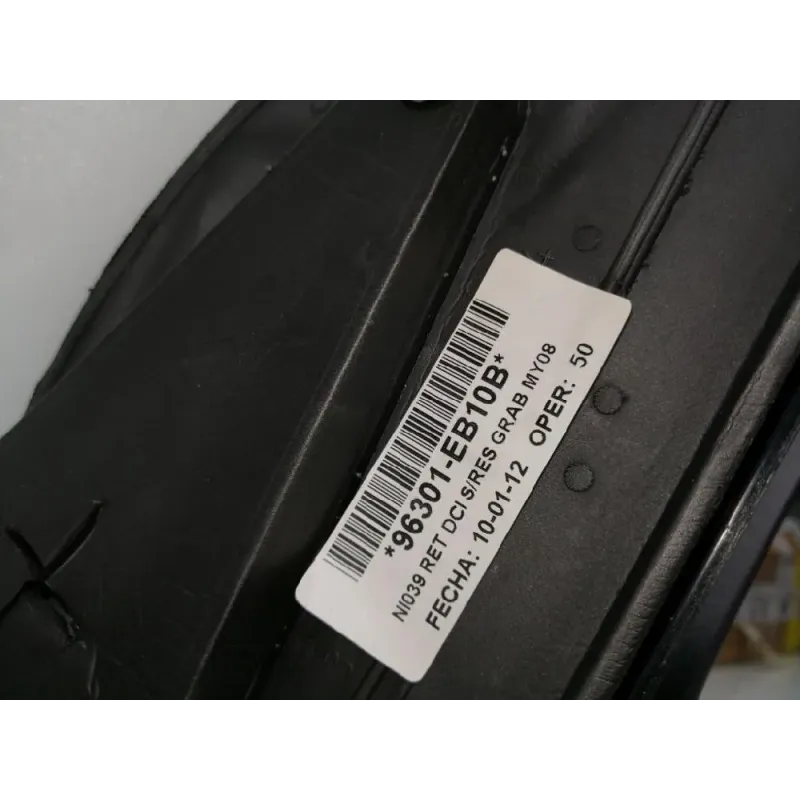 *96301-EB10B*
NI039 RET DCI S/RES GRAB MY08
FECHA: 10-01-12 OPER: 50